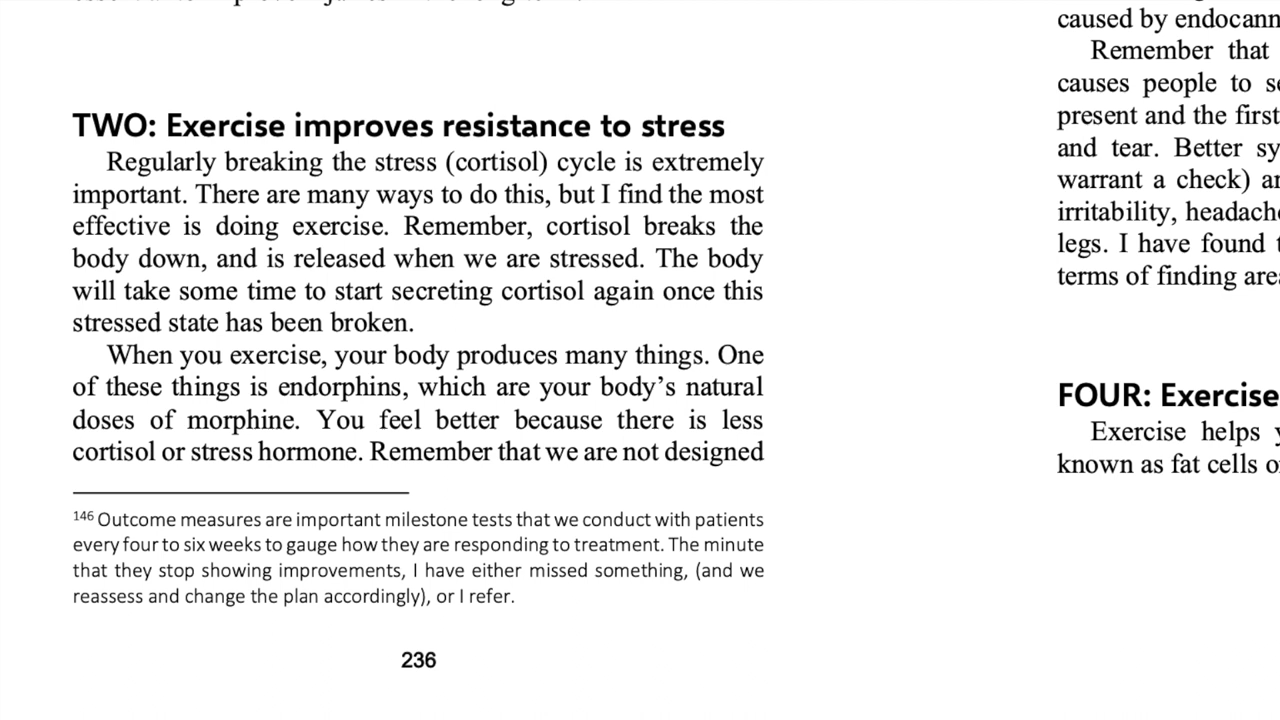 TWO: Exercise improves resistance to stress
Regularly breaking the stress (cortisol) cycle is extremely
important. There are many ways to do this, but I find the most
effective is doing exercise. Remember, cortisol breaks the
body down, and is released when we are stressed. The body
will take some time to start secreting cortisol again once this
stressed state has been broken.
When you exercise, your body produces many things. One
of these things is endorphins, which are your body’s natural
doses of morphine. You feel better because there is less
cortisol or stress hormone. Remember that we are not designed
146 Outcome measures are important milestone tests that we conduct with patients
every four to six weeks to gauge how they are responding to treatment. The minute
that they stop showing improvements, I have either missed something, (and we
reassess and change the plan accordingly), or I refer.
236
caused by
Remember that
causes people to
present and the first
and tear. Better
warrant a check)
irritability,
legs. I have found
terms of finding
FOUR: Exercise
Exercise helps
known as fat cells